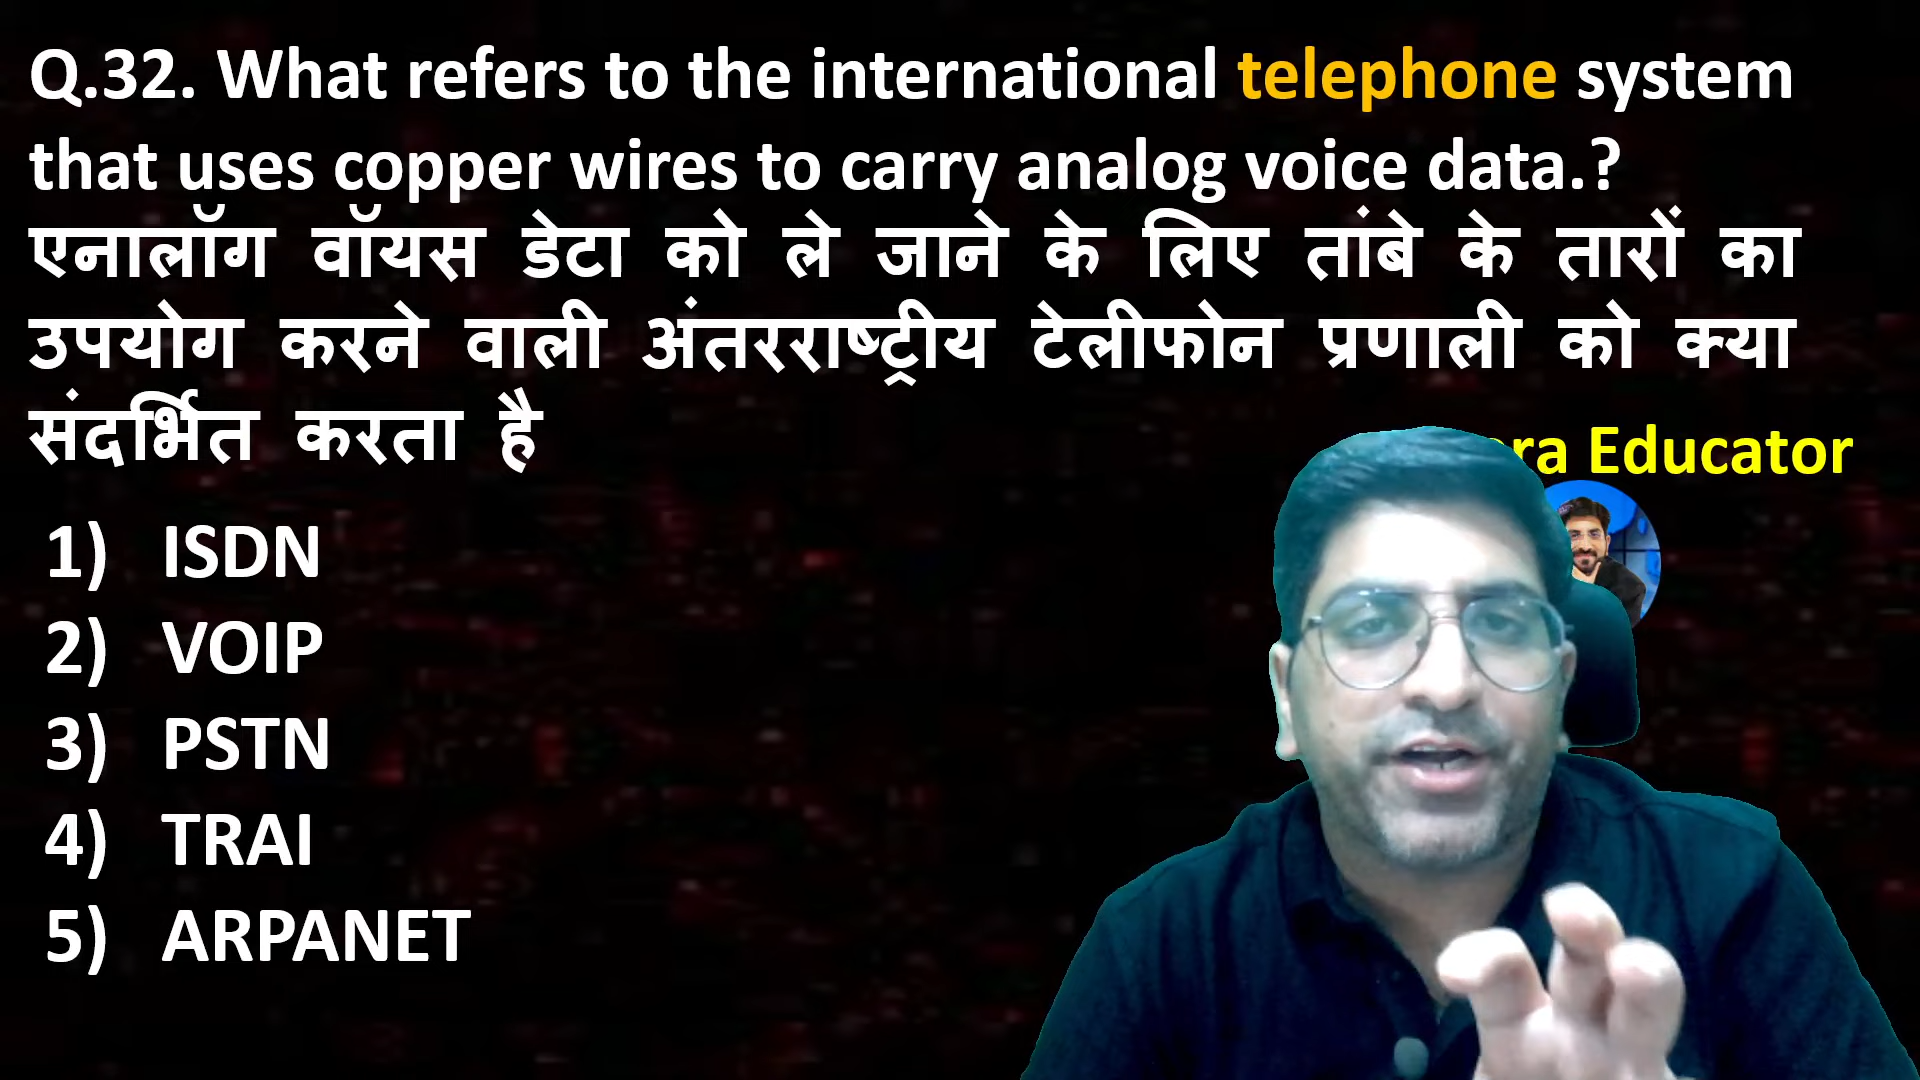 Q.32. What refers to the international telephone system
that uses copper wires to carry analog voice data.?
एनालॉग वॉयस डेटा को ले जाने के लिए तांबे के तारों का
उपयोग करने वाली अंतरराष्ट्रीय टेलीफोन प्रणाली को क्या
संदर्भित करता है
Educator
1) ISDN
2) VOIP
3) PSTN
4) TRAI
5) ARPANET